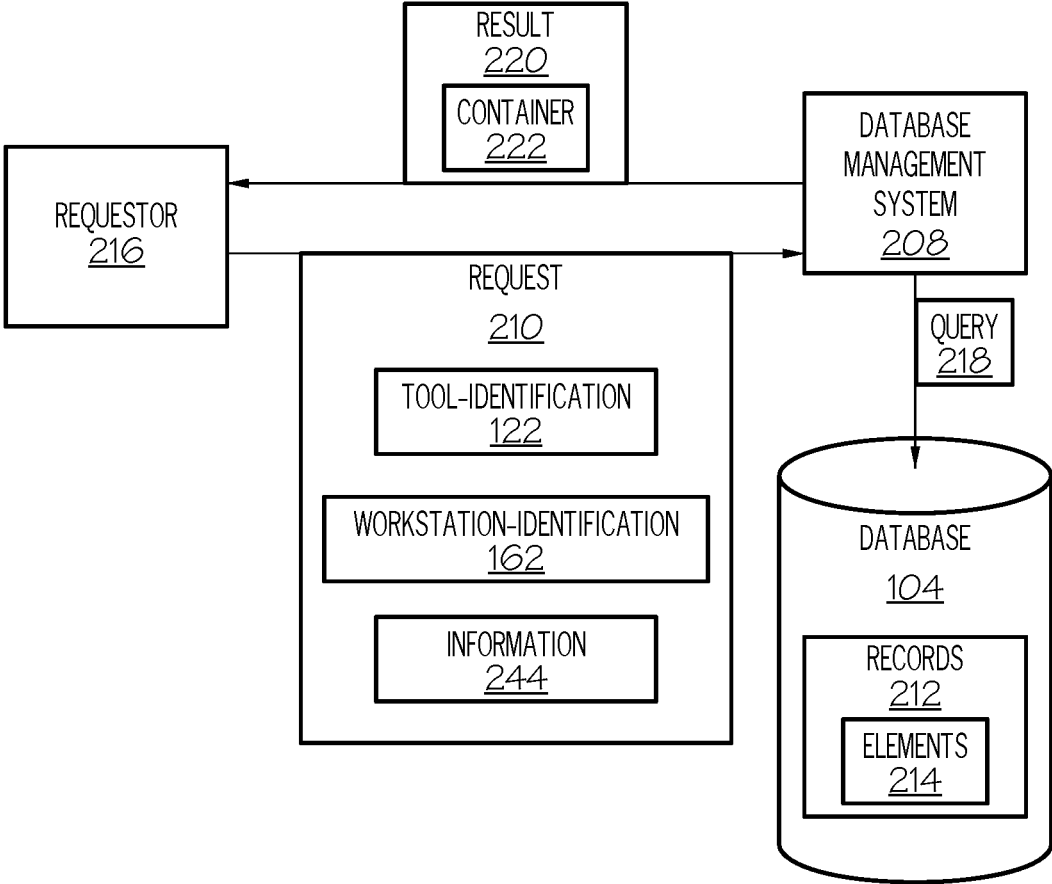 RESULT
220
CONTAINER
222
DATABASE
MANAGEMENT
SYSTEM
208
REQUESTOR
216
REQUEST
210
TOOL-IDENTIFICATION
122
WORKSTATION-IDENTIFICATION
162
INFORMATION
244
QUERY
218
DATABASE
104
RECORDS
212
ELEMENTS
214